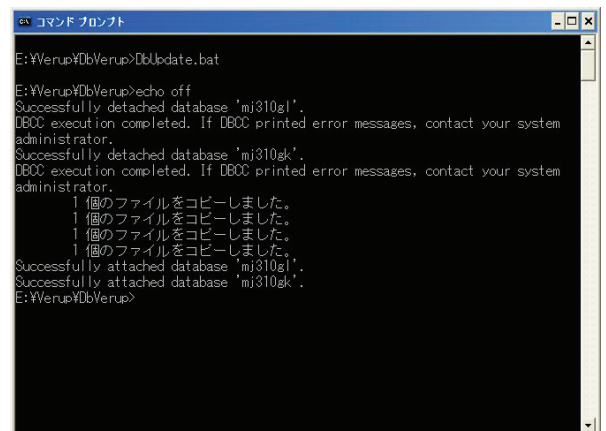 コマンド プロンプト
E:¥Verup¥DbVerup>DbUpdate.bat
E:¥Verup¥DbVerup>echo off
Successfully detached database 'mj310gl'.
DBCC execution completed. If DBCC printed error messages, contact your system
administrator.
Successfully detached database 'mj310gk'.
DBCC execution completed. If DBCC printed error messages, contact your system
administrator.
1 個のファイルをコピーしました。
1 個のファイルをコピーしました。
1 個のファイルをコピーしました。
1 個のファイルをコピーしました。
Successfully attached database 'mj310gl'.
Successfully attached database 'mj310gk'.
E:¥Verup¥DbVerup>